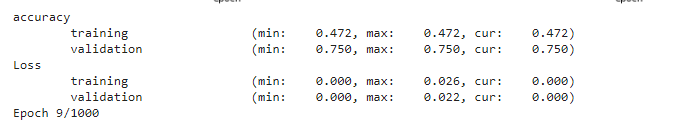 accuracy
training (min: 0.472, max: 0.472, cur: 0.472)
validation (min: 0.750, max: 0.750, cur: 0.750)
Loss
training (min: 0.000, max: 0.026, cur: 0.000)
validation (min: 0.000, max: 0.022, cur: 0.000)
Epoch 9/1000